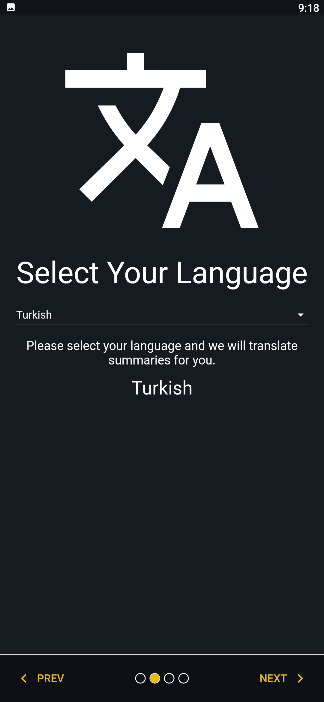 9:18
文A
Select Your Language
Turkish
Please select your language and we will translate
summaries for you.
Turkish
PREV
NEXT